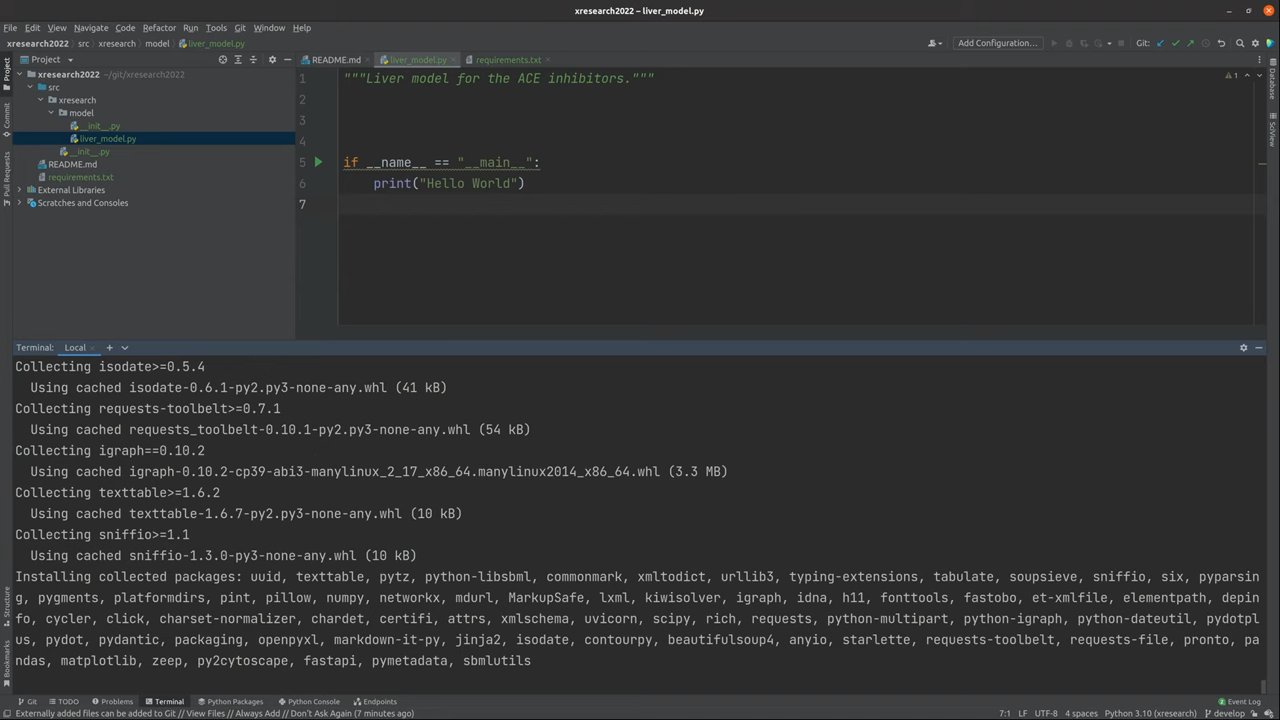 xresearch2022 – liver_model.py
File Edit View Navigate Code Refactor Run Tools Git Window Help
xresearch2022 src xresearch model liver_model.py
Add Configuration... Git:
Project
README.md liver_model.py requirements.txt
xresearch2022 ~/git/xresearch2022
src
xresearch
model
__init__.py
liver_model.py
__init__.py
README.md
requirements.txt
External Libraries
Scratches and Consoles
Project
Commit
Pull Requests
1 """Liver model for the ACE inhibitors."""
2
3
4
5 if __name__ == "__main__":
6 print("Hello World")
7
1
Database
SciView
Terminal: Local
Collecting isodate>=0.5.4
Using cached isodate-0.6.1-py2.py3-none-any.whl (41 kB)
Collecting requests-toolbelt>=0.7.1
Using cached requests_toolbelt-0.10.1-py2.py3-none-any.whl (54 kB)
Collecting igraph==0.10.2
Using cached igraph-0.10.2-cp39-abi3-manylinux_2_17_x86_64.manylinux2014_x86_64.whl (3.3 MB)
Collecting texttable>=1.6.2
Using cached texttable-1.6.7-py2.py3-none-any.whl (10 kB)
Collecting sniffio>=1.1
Using cached sniffio-1.3.0-py3-none-any.whl (10 kB)
Installing collected packages: uuid, texttable, pytz, python-libsbml, commonmark, xmltodict, urllib3, typing-extensions, tabulate, soupsieve, sniffio, six, pyparsin
g, pygments, platformdirs, pint, pillow, numpy, networkx, mdurl, MarkupSafe, lxml, kiwisolver, igraph, idna, h11, fonttools, fastobo, et-xmlfile, elementpath, depin
fo, cycler, click, charset-normalizer, chardet, certifi, attrs, xmlschema, uvicorn, scipy, rich, requests, python-multipart, python-igraph, python-dateutil, pydotpl
us, pydot, pydantic, packaging, openpyxl, markdown-it-py, jinja2, isodate, contourpy, beautifulsoup4, anyio, starlette, requests-toolbelt, requests-file, pronto, pa
ndas, matplotlib, zeep, py2cytoscape, fastapi, pymetadata, sbmlutils
Structure
Bookmarks
Git TODO Problems Terminal Python Packages Python Console Endpoints Event Log
Externally added files can be added to Git // View Files // Always Add // Don't Ask Again (7 minutes ago) 7:1 LF UTF-8 4 spaces Python 3.10 (xresearch) develop